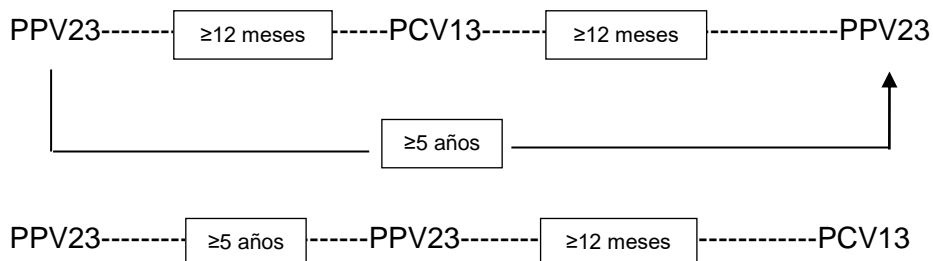 PPV23--------- ≥12 meses ------PCV13------ ≥12 meses --------------PPV23
≥5 años
PPV23--------- ≥5 años ------PPV23------ ≥12 meses -----------PCV13